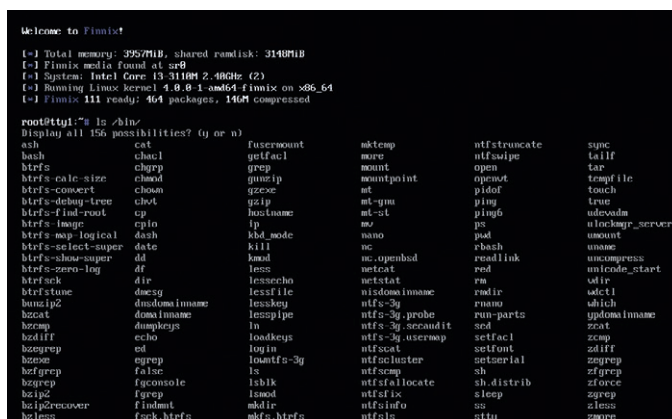 Welcome to Finnix!
[*] Total memory: 3957MiB, shared ramdisk: 3148MiB
[*] Finnix media found at sr0
[*] System: Intel Core i3-3110M 2.40GHz (2)
[*] Running Linux kernel 4.0.0-1-amd64-finnix on x86_64
[*] Finnix 111 ready; 464 packages, 146M compressed
root@tty1:~# ls /bin/
Display all 156 possibilities? (y or n)
ash cat fusermount mktemp ntfstruncate sync
bash chacl getfacl more ntfswipe tailf
btrfs chgrp grep mount open tar
btrfs-calc-size chmod gunzip mountpoint openvt tempfile
btrfs-convert chown gzexe mt pidof touch
btrfs-debug-tree chvt gzip mt-gnu ping true
btrfs-find-root cp hostname mt-st ping6 udevadm
btrfs-image cpio ip mv ps ulockmgr_server
btrfs-map-logical dash kbd_mode nano pwd umount
btrfs-select-super date kill nc rbash uname
btrfs-show-super dd kmod nc.openbsd readlink uncompress
btrfs-zero-log df less netcat red unicode_start
btrfsck dir lessecho netstat rm vdir
btrfstune dmesg lessfile nisdomainname rmdir wdctl
bunzip2 dnsdomainname lesskey ntfs-3g rnano which
bzcat domainname lesspipe ntfs-3g.probe run-parts ypdomainname
bzcmp dumpkeys ln ntfs-3g.secaudit sed zcat
bzdiff echo loadkeys ntfs-3g.usermap setfacl zcmp
bzegrep ed login ntfscat setfont zdiff
bzexe egrep lowntfs-3g ntfscluster setserial zegrep
bzfgrep false ls ntfscmp sh zfgrep
bzgrep fgconsole lsblk ntfsfallocate sh.distrib zforce
bzip2 fgrep lsmod ntfsfix sleep zgrep
bzip2recover findmnt mkdir ntfsinfo ss zless
bzless fsck.btrfs mkfs.btrfs ntfsls stty zmore